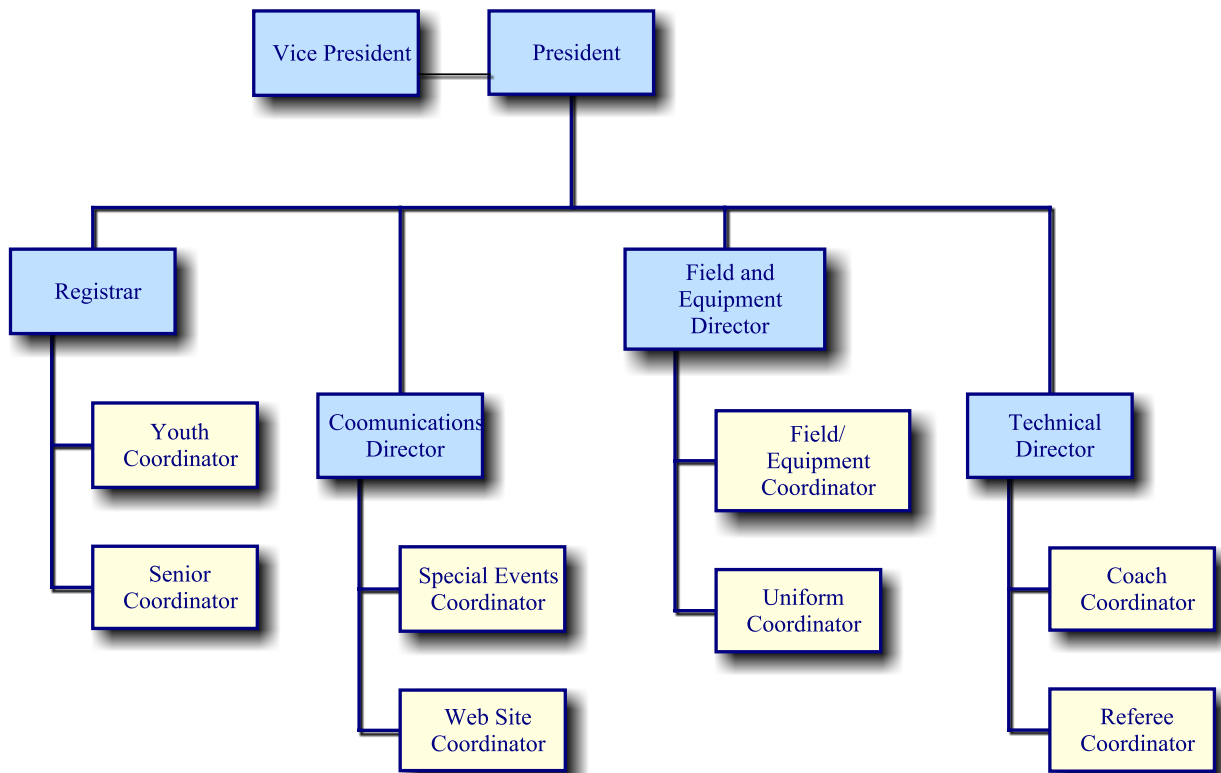 Vice President
President
Registrar
Field and
Equipment
Director
Coomunications
Director
Technical
Director
Youth
Coordinator
Field/
Equipment
Coordinator
Senior
Coordinator
Special Events
Coordinator
Uniform
Coordinator
Coach
Coordinator
Web Site
Coordinator
Referee
Coordinator